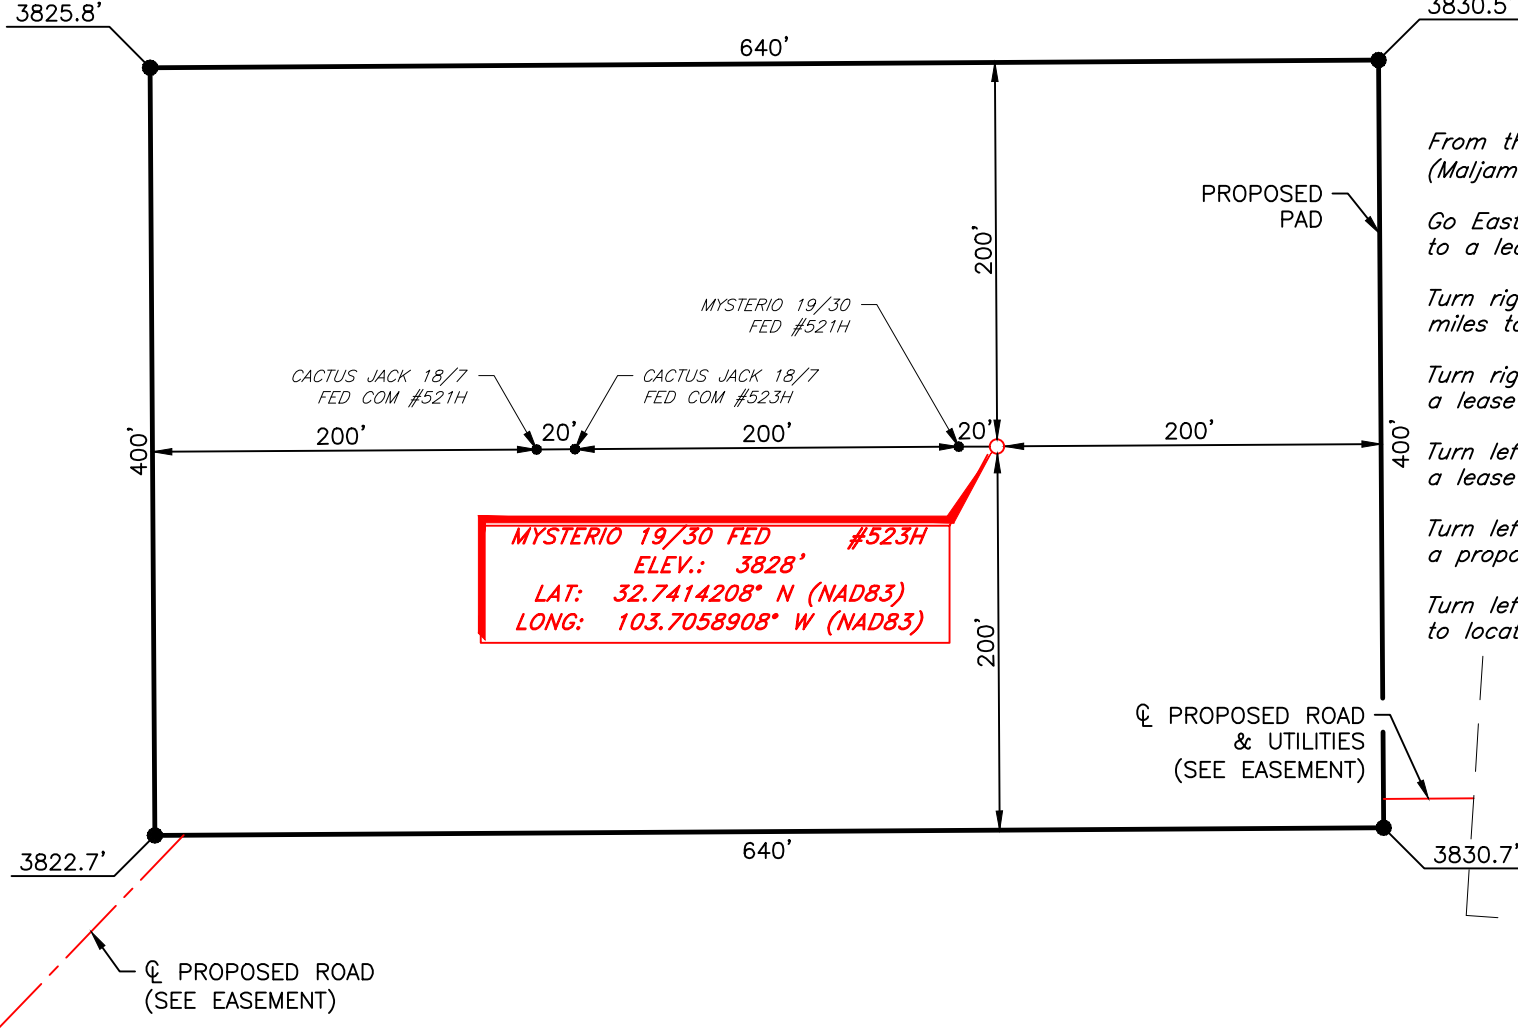 3825.8'
640'
3830.5
PROPOSED
PAD
200'
MYSTERIO 19/30
FED #521H
CACTUS JACK 18/7
FED COM #521H
CACTUS JACK 18/7
FED COM #523H
400'
200'
20'
200'
20'
200'
400'
MYSTERIO 19/30 FED #523H
ELEV.: 3828'
LAT: 32.7414208° N (NAD83)
LONG: 103.7058908° W (NAD83)
200'
℄ PROPOSED ROAD
& UTILITIES
(SEE EASEMENT)
3822.7'
640'
3830.7'
℄ PROPOSED ROAD
(SEE EASEMENT)
From
Go East
to a
Turn
miles
Turn
a lease
Turn
a lease
Turn
a
Turn
to